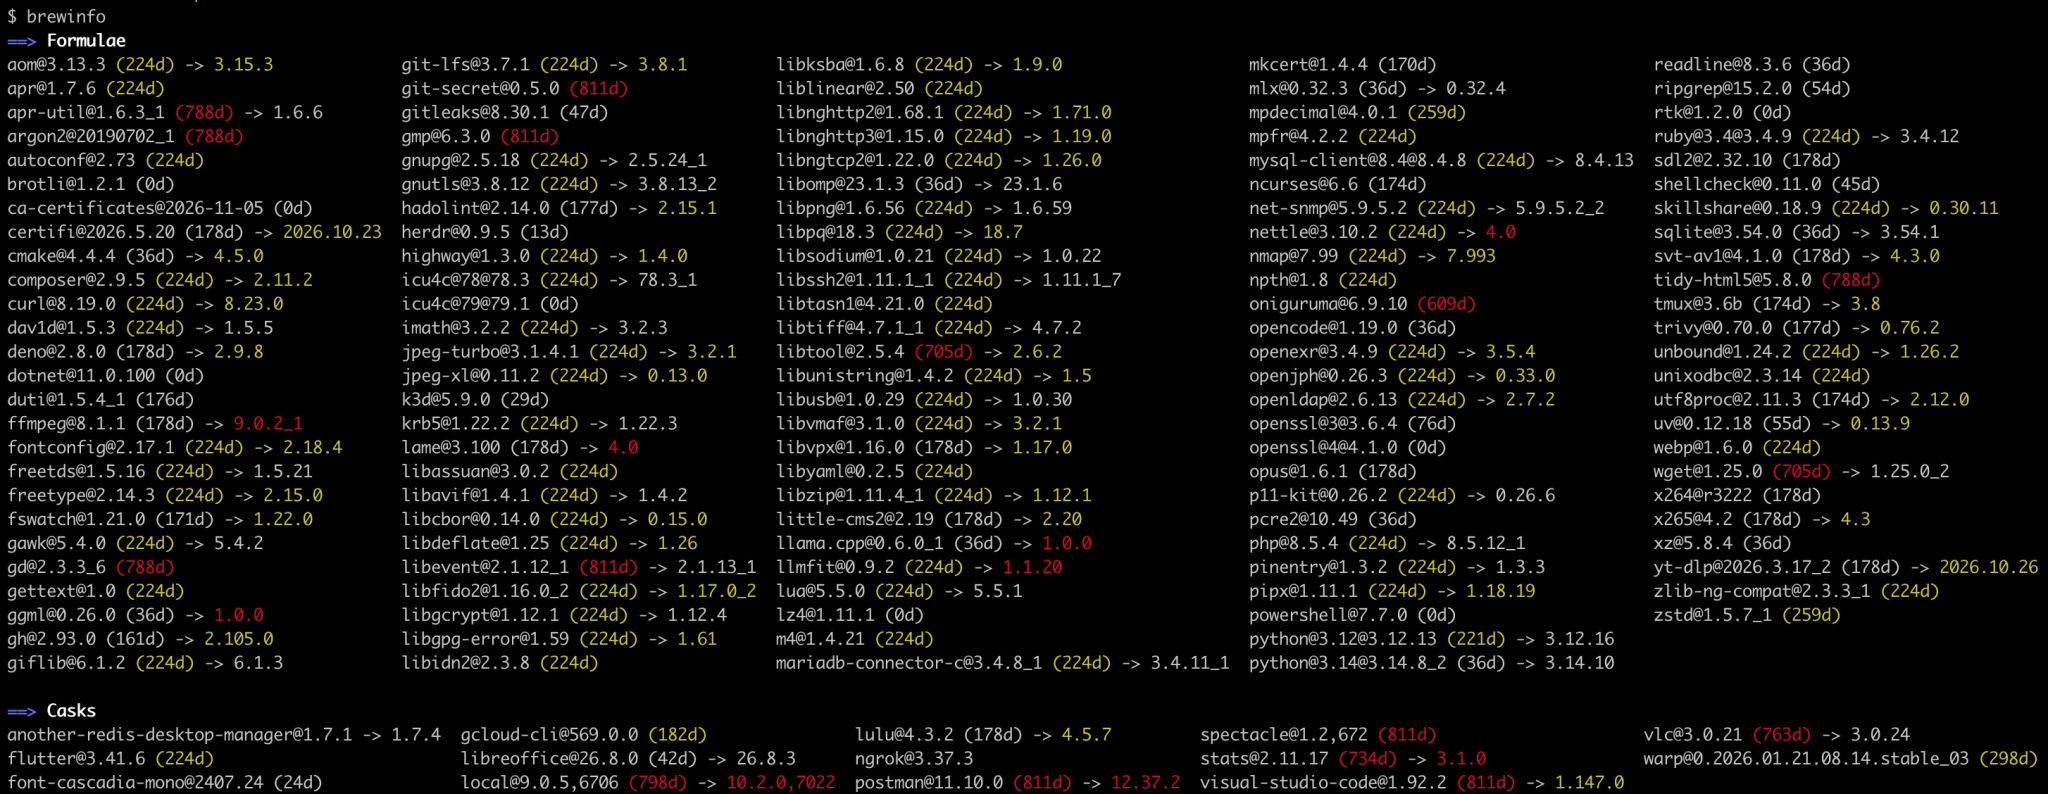 $ brewinfo
==> Formulae
aom@3.13.3 (224d) -> 3.15.3 git-lfs@3.7.1 (224d) -> 3.8.1 libksba@1.6.8 (224d) -> 1.9.0 mkcert@1.4.4 (170d) readline@8.3.6 (36d)
apr@1.7.6 (224d) git-secret@0.5.0 (811d) liblinear@2.50 (224d) mlx@0.32.3 (36d) -> 0.32.4 ripgrep@15.2.0 (54d)
apr-util@1.6.3_1 (788d) -> 1.6.6 gitleaks@8.30.1 (47d) libnghttp2@1.68.1 (224d) -> 1.71.0 mpdecimal@4.0.1 (259d) rtk@1.2.0 (0d)
argon2@20190702_1 (788d) gmp@6.3.0 (811d) libnghttp3@1.15.0 (224d) -> 1.19.0 mpfr@4.2.2 (224d) ruby@3.4@3.4.9 (224d) -> 3.4.12
autoconf@2.73 (224d) gnupg@2.5.18 (224d) -> 2.5.24_1 libngtcp2@1.22.0 (224d) -> 1.26.0 mysql-client@8.4@8.4.8 (224d) -> 8.4.13 sdl2@2.32.10 (178d)
brotli@1.2.1 (0d) gnutls@3.8.12 (224d) -> 3.8.13_2 libomp@23.1.3 (36d) -> 23.1.6 ncurses@6.6 (174d) shellcheck@0.11.0 (45d)
ca-certificates@2026-11-05 (0d) hadolint@2.14.0 (177d) -> 2.15.1 libpng@1.6.56 (224d) -> 1.6.59 net-snmp@5.9.5.2 (224d) -> 5.9.5.2_2 skillshare@0.18.9 (224d) -> 0.30.11
certifi@2026.5.20 (178d) -> 2026.10.23 herdr@0.9.5 (13d) libpq@18.3 (224d) -> 18.7 nettle@3.10.2 (224d) -> 4.0 sqlite@3.54.0 (36d) -> 3.54.1
cmake@4.4.4 (36d) -> 4.5.0 highway@1.3.0 (224d) -> 1.4.0 libsodium@1.0.21 (224d) -> 1.0.22 nmap@7.99 (224d) -> 7.993 svt-av1@4.1.0 (178d) -> 4.3.0
composer@2.9.5 (224d) -> 2.11.2 icu4c@78@78.3 (224d) -> 78.3_1 libssh2@1.11.1_1 (224d) -> 1.11.1_7 npth@1.8 (224d) tidy-html5@5.8.0 (788d)
curl@8.19.0 (224d) -> 8.23.0 icu4c@79@79.1 (0d) libtasn1@4.21.0 (224d) oniguruma@6.9.10 (609d) tmux@3.6b (174d) -> 3.8
dav1d@1.5.3 (224d) -> 1.5.5 imath@3.2.2 (224d) -> 3.2.3 libtiff@4.7.1_1 (224d) -> 4.7.2 opencode@1.19.0 (36d) trivy@0.70.0 (177d) -> 0.76.2
deno@2.8.0 (178d) -> 2.9.8 jpeg-turbo@3.1.4.1 (224d) -> 3.2.1 libtool@2.5.4 (705d) -> 2.6.2 openexr@3.4.9 (224d) -> 3.5.4 unbound@1.24.2 (224d) -> 1.26.2
dotnet@11.0.100 (0d) jpeg-xl@0.11.2 (224d) -> 0.13.0 libunistring@1.4.2 (224d) -> 1.5 openjph@0.26.3 (224d) -> 0.33.0 unixodbc@2.3.14 (224d)
duti@1.5.4_1 (176d) k3d@5.9.0 (29d) libusb@1.0.29 (224d) -> 1.0.30 openldap@2.6.13 (224d) -> 2.7.2 utf8proc@2.11.3 (174d) -> 2.12.0
ffmpeg@8.1.1 (178d) -> 9.0.2_1 krb5@1.22.2 (224d) -> 1.22.3 libvmaf@3.1.0 (224d) -> 3.2.1 openssl@3@3.6.4 (76d) uv@0.12.18 (55d) -> 0.13.9
fontconfig@2.17.1 (224d) -> 2.18.4 lame@3.100 (178d) -> 4.0 libvpx@1.16.0 (178d) -> 1.17.0 openssl@4@4.1.0 (0d) webp@1.6.0 (224d)
freetds@1.5.16 (224d) -> 1.5.21 libassuan@3.0.2 (224d) libyaml@0.2.5 (224d) opus@1.6.1 (178d) wget@1.25.0 (705d) -> 1.25.0_2
freetype@2.14.3 (224d) -> 2.15.0 libavif@1.4.1 (224d) -> 1.4.2 libzip@1.11.4_1 (224d) -> 1.12.1 p11-kit@0.26.2 (224d) -> 0.26.6 x264@r3222 (178d)
fswatch@1.21.0 (171d) -> 1.22.0 libcbor@0.14.0 (224d) -> 0.15.0 little-cms2@2.19 (178d) -> 2.20 pcre2@10.49 (36d) x265@4.2 (178d) -> 4.3
gawk@5.4.0 (224d) -> 5.4.2 libdeflate@1.25 (224d) -> 1.26 llama.cpp@0.6.0_1 (36d) -> 1.0.0 php@8.5.4 (224d) -> 8.5.12_1 xz@5.8.4 (36d)
gd@2.3.3_6 (788d) libevent@2.1.12_1 (811d) -> 2.1.13_1 llmfit@0.9.2 (224d) -> 1.1.20 pinentry@1.3.2 (224d) -> 1.3.3 yt-dlp@2026.3.17_2 (178d) -> 2026.10.26
gettext@1.0 (224d) libfido2@1.16.0_2 (224d) -> 1.17.0_2 lua@5.5.0 (224d) -> 5.5.1 pipx@1.11.1 (224d) -> 1.18.19 zlib-ng-compat@2.3.3_1 (224d)
ggml@0.26.0 (36d) -> 1.0.0 libgcrypt@1.12.1 (224d) -> 1.12.4 lz4@1.11.1 (0d) powershell@7.7.0 (0d) zstd@1.5.7_1 (259d)
gh@2.93.0 (161d) -> 2.105.0 libgpg-error@1.59 (224d) -> 1.61 m4@1.4.21 (224d) python@3.12@3.12.13 (221d) -> 3.12.16
giflib@6.1.2 (224d) -> 6.1.3 libidn2@2.3.8 (224d) mariadb-connector-c@3.4.8_1 (224d) -> 3.4.11_1 python@3.14@3.14.8_2 (36d) -> 3.14.10
==> Casks
another-redis-desktop-manager@1.7.1 -> 1.7.4 gcloud-cli@569.0.0 (182d) lulu@4.3.2 (178d) -> 4.5.7 spectacle@1.2,672 (811d) vlc@3.0.21 (763d) -> 3.0.24
flutter@3.41.6 (224d) libreoffice@26.8.0 (42d) -> 26.8.3 ngrok@3.37.3 stats@2.11.17 (734d) -> 3.1.0 warp@0.2026.01.21.08.14.stable_03 (298d)
font-cascadia-mono@2407.24 (24d) local@9.0.5,6706 (798d) -> 10.2.0,7022 postman@11.10.0 (811d) -> 12.37.2 visual-studio-code@1.92.2 (811d) -> 1.147.0